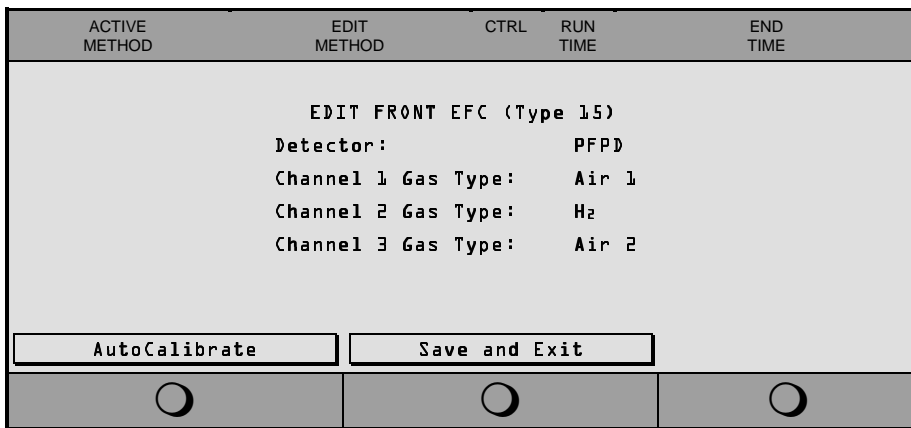 ACTIVE METHOD EDIT METHOD CTRL RUN TIME END TIME
EDIT FRONT EFC (Type 15)
Detector: PFPD
Channel 1 Gas Type: Air 1
Channel 2 Gas Type: H₂
Channel 3 Gas Type: Air 2
AutoCalibrate Save and Exit